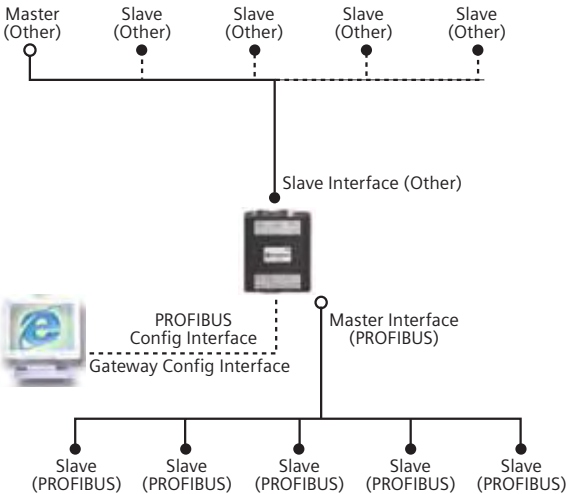 Master
(Other)
Slave
(Other)
Slave
(Other)
Slave
(Other)
Slave
(Other)
Slave Interface (Other)
PROFIBUS
Config Interface
Gateway Config Interface
Master Interface
(PROFIBUS)
Slave
(PROFIBUS)
Slave
(PROFIBUS)
Slave
(PROFIBUS)
Slave
(PROFIBUS)
Slave
(PROFIBUS)